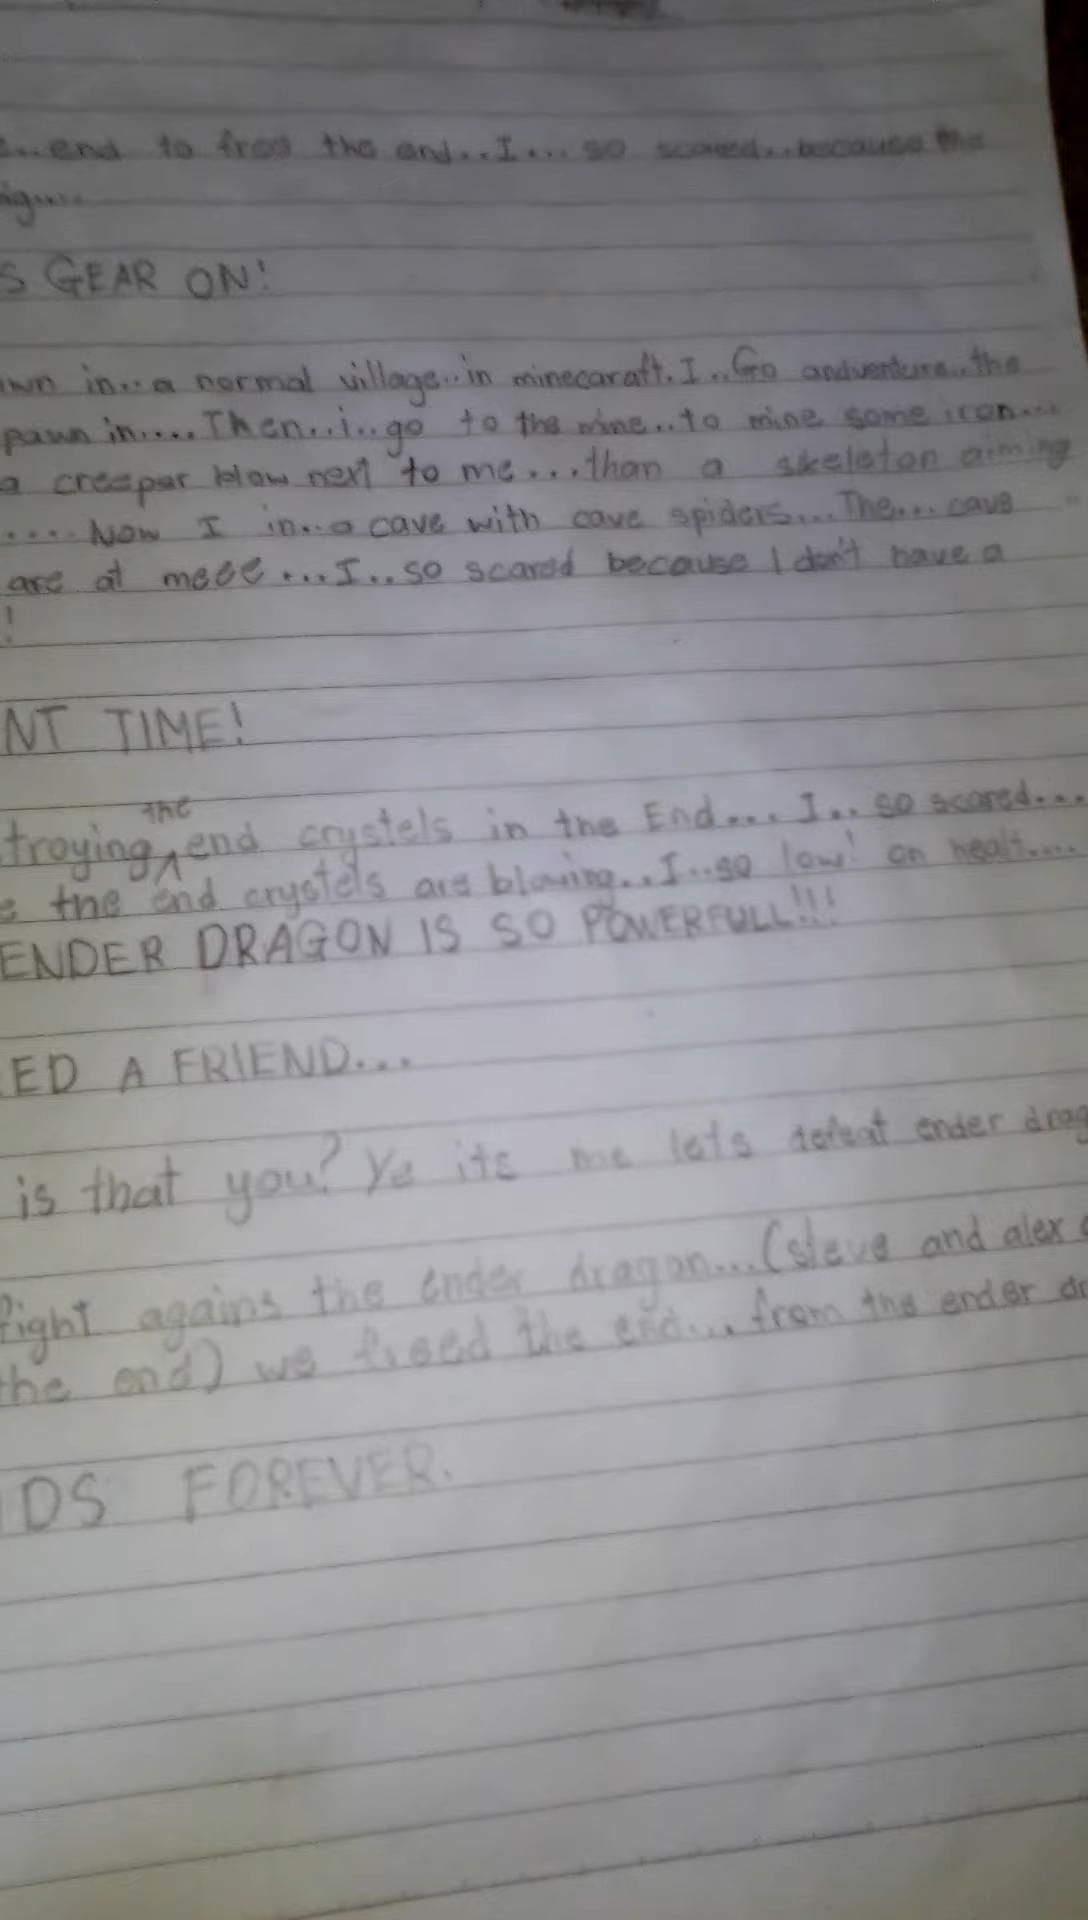 ...end to free the end..I... so scared..because the
S GEAR ON!
in...a normal village..in minecaraft.I..Go andventure..the
pawn in.....Then..i..go to the mine..to mine some iron....
a creeper blow next to me...than a skeleton aiming
.... Now I in..a cave with cave spiders...The... cave
are at meee...I..so scared because I don't have a
!
NT TIME!
the
troying end crystels in the End.... I.. so scared...
e the end crystels are blowing..I..so low! on healt....
ENDER DRAGON IS SO POWERFULL!!!
ED A FRIEND...
is that you? Ye its me lets defeat ender drag
fight agains the ender dragon...(steve and alex
the end) we freed the end... from the ender dr
DS FOREVER.